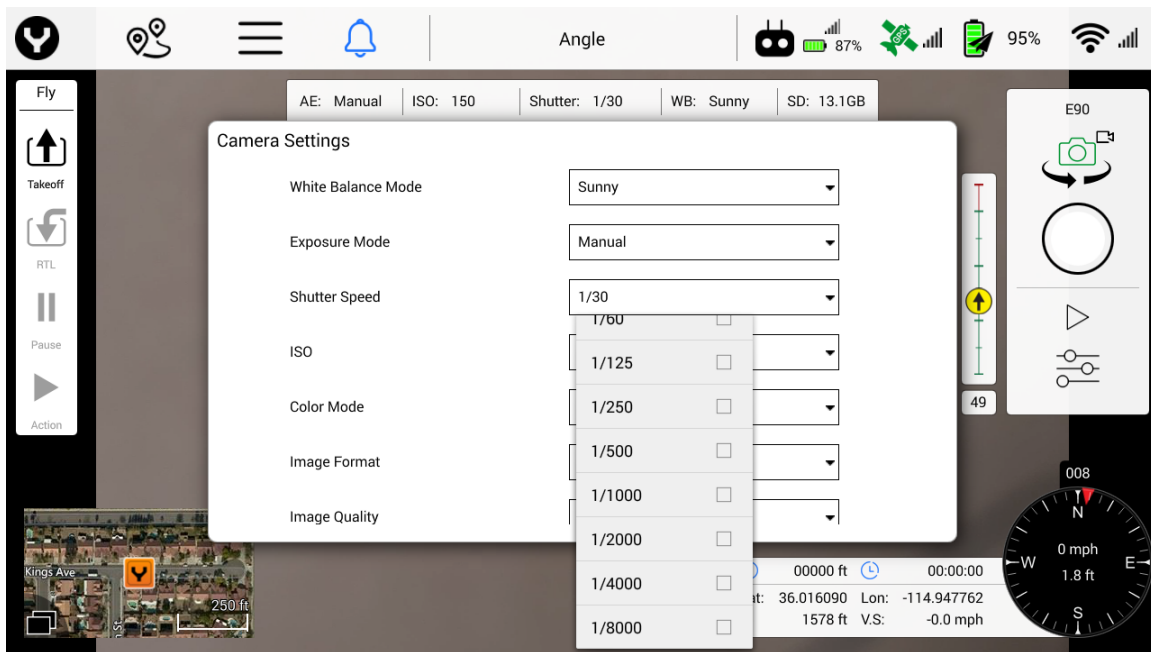 Angle
87%
GPS
95%
Fly
Takeoff
RTL
Pause
Action
AE: Manual
ISO: 150
Shutter: 1/30
WB: Sunny
SD: 13.1GB
Camera Settings
White Balance Mode
Sunny
Exposure Mode
Manual
Shutter Speed
1/30
1/60
1/125
1/250
1/500
1/1000
1/2000
1/4000
1/8000
ISO
Color Mode
Image Format
Image Quality
E90
49
008
N
W
E
S
0 mph
1.8 ft
Kings Ave
St
250 ft
00000 ft
00:00:00
36.016090 Lon: -114.947762
1578 ft V.S: -0.0 mph